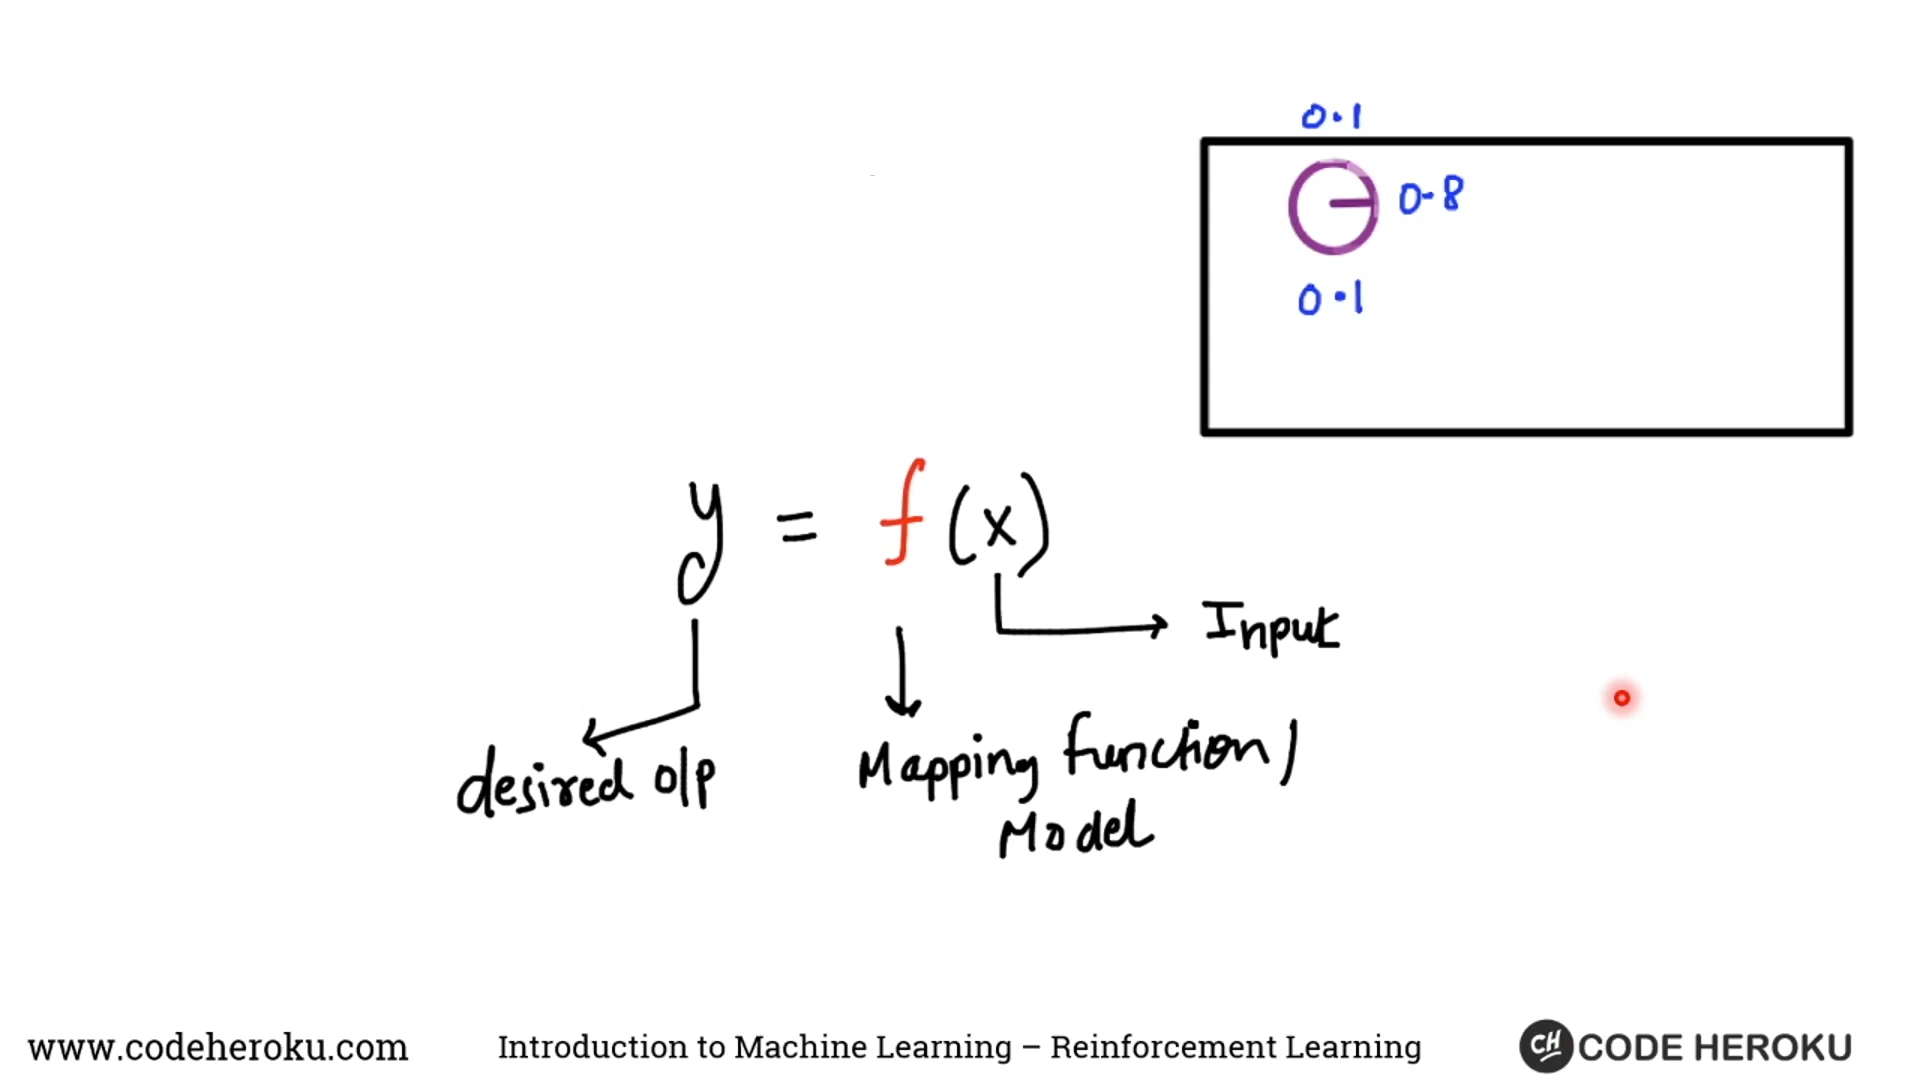 0.1
0.8
0.1
y = f(x)
Input
desired o/p
Mapping function/
Model
www.codeheroku.com
Introduction to Machine Learning – Reinforcement Learning
CH CODE HEROKU